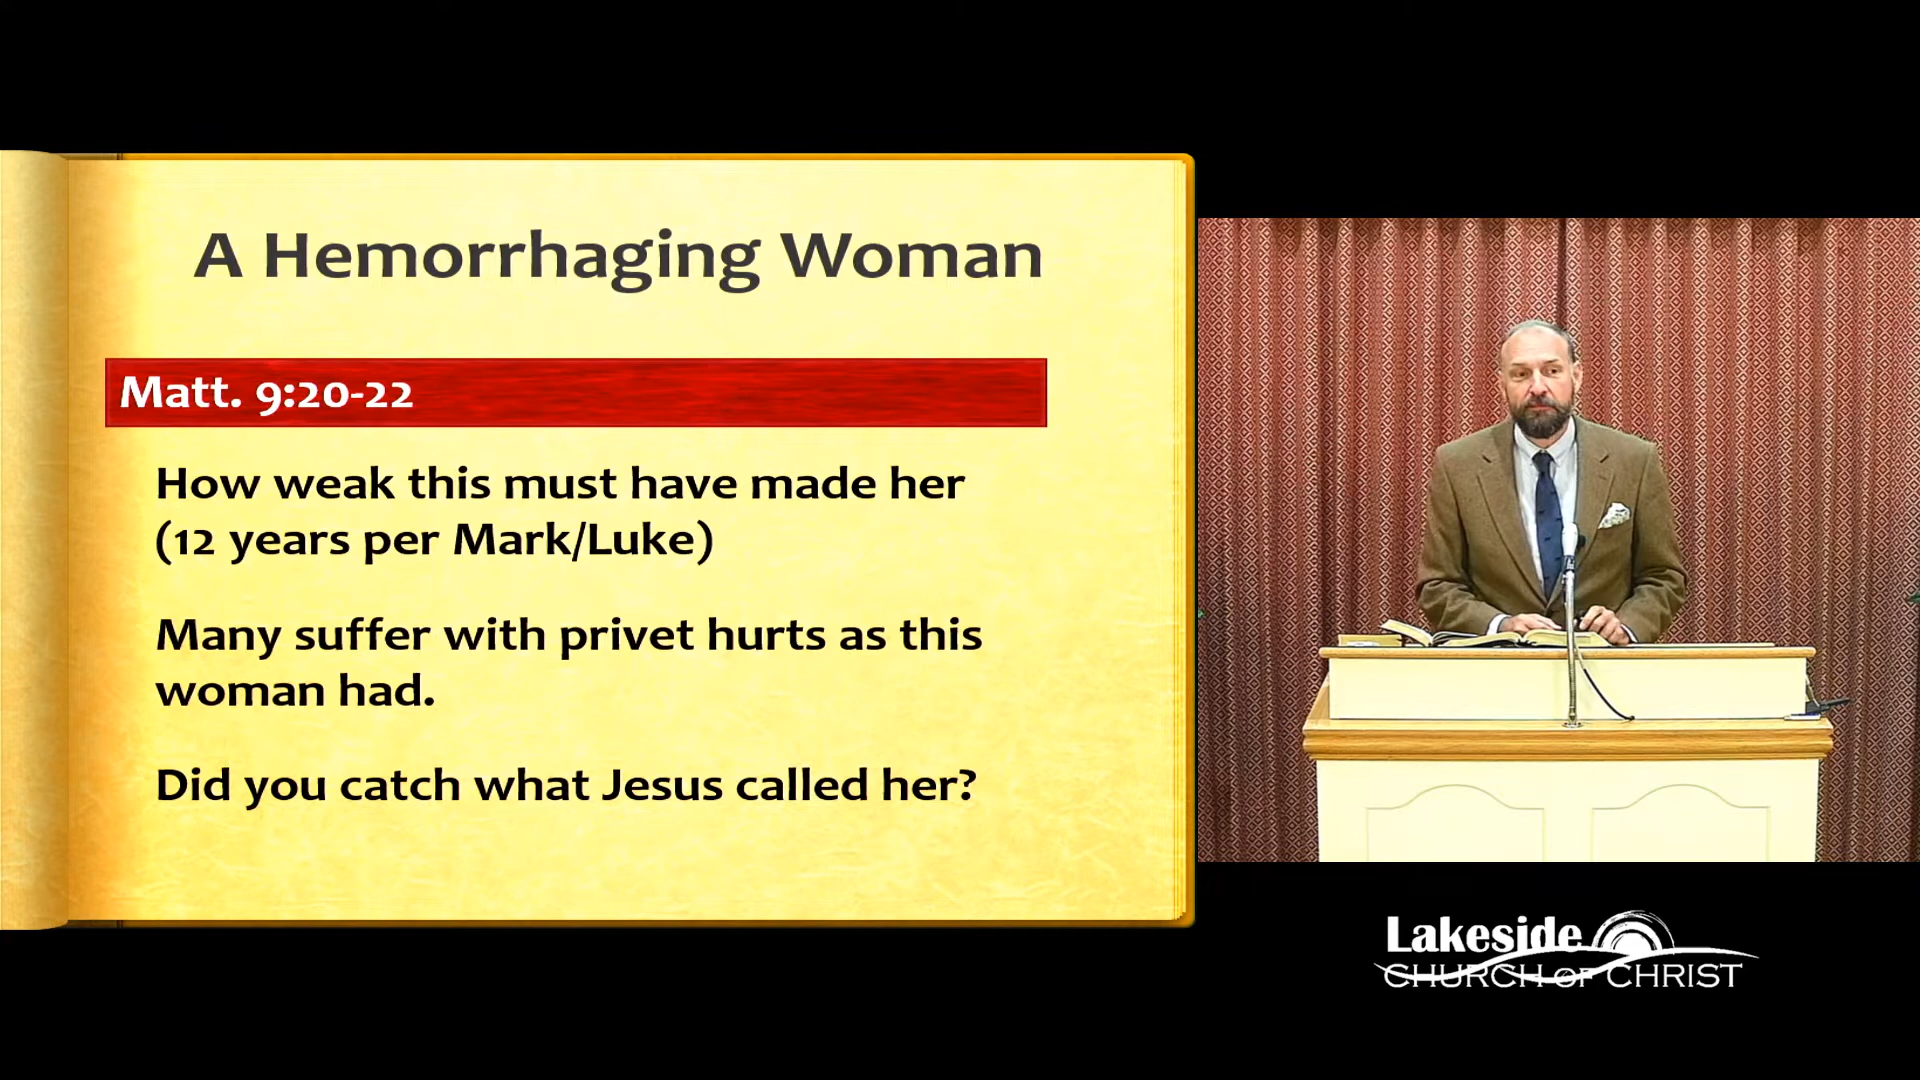 A Hemorrhaging Woman
Matt. 9:20-22
How weak this must have made her
(12 years per Mark/Luke)
Many suffer with privet hurts as this
woman had.
Did you catch what Jesus called her?
Lakeside
CHURCH OF CHRIST